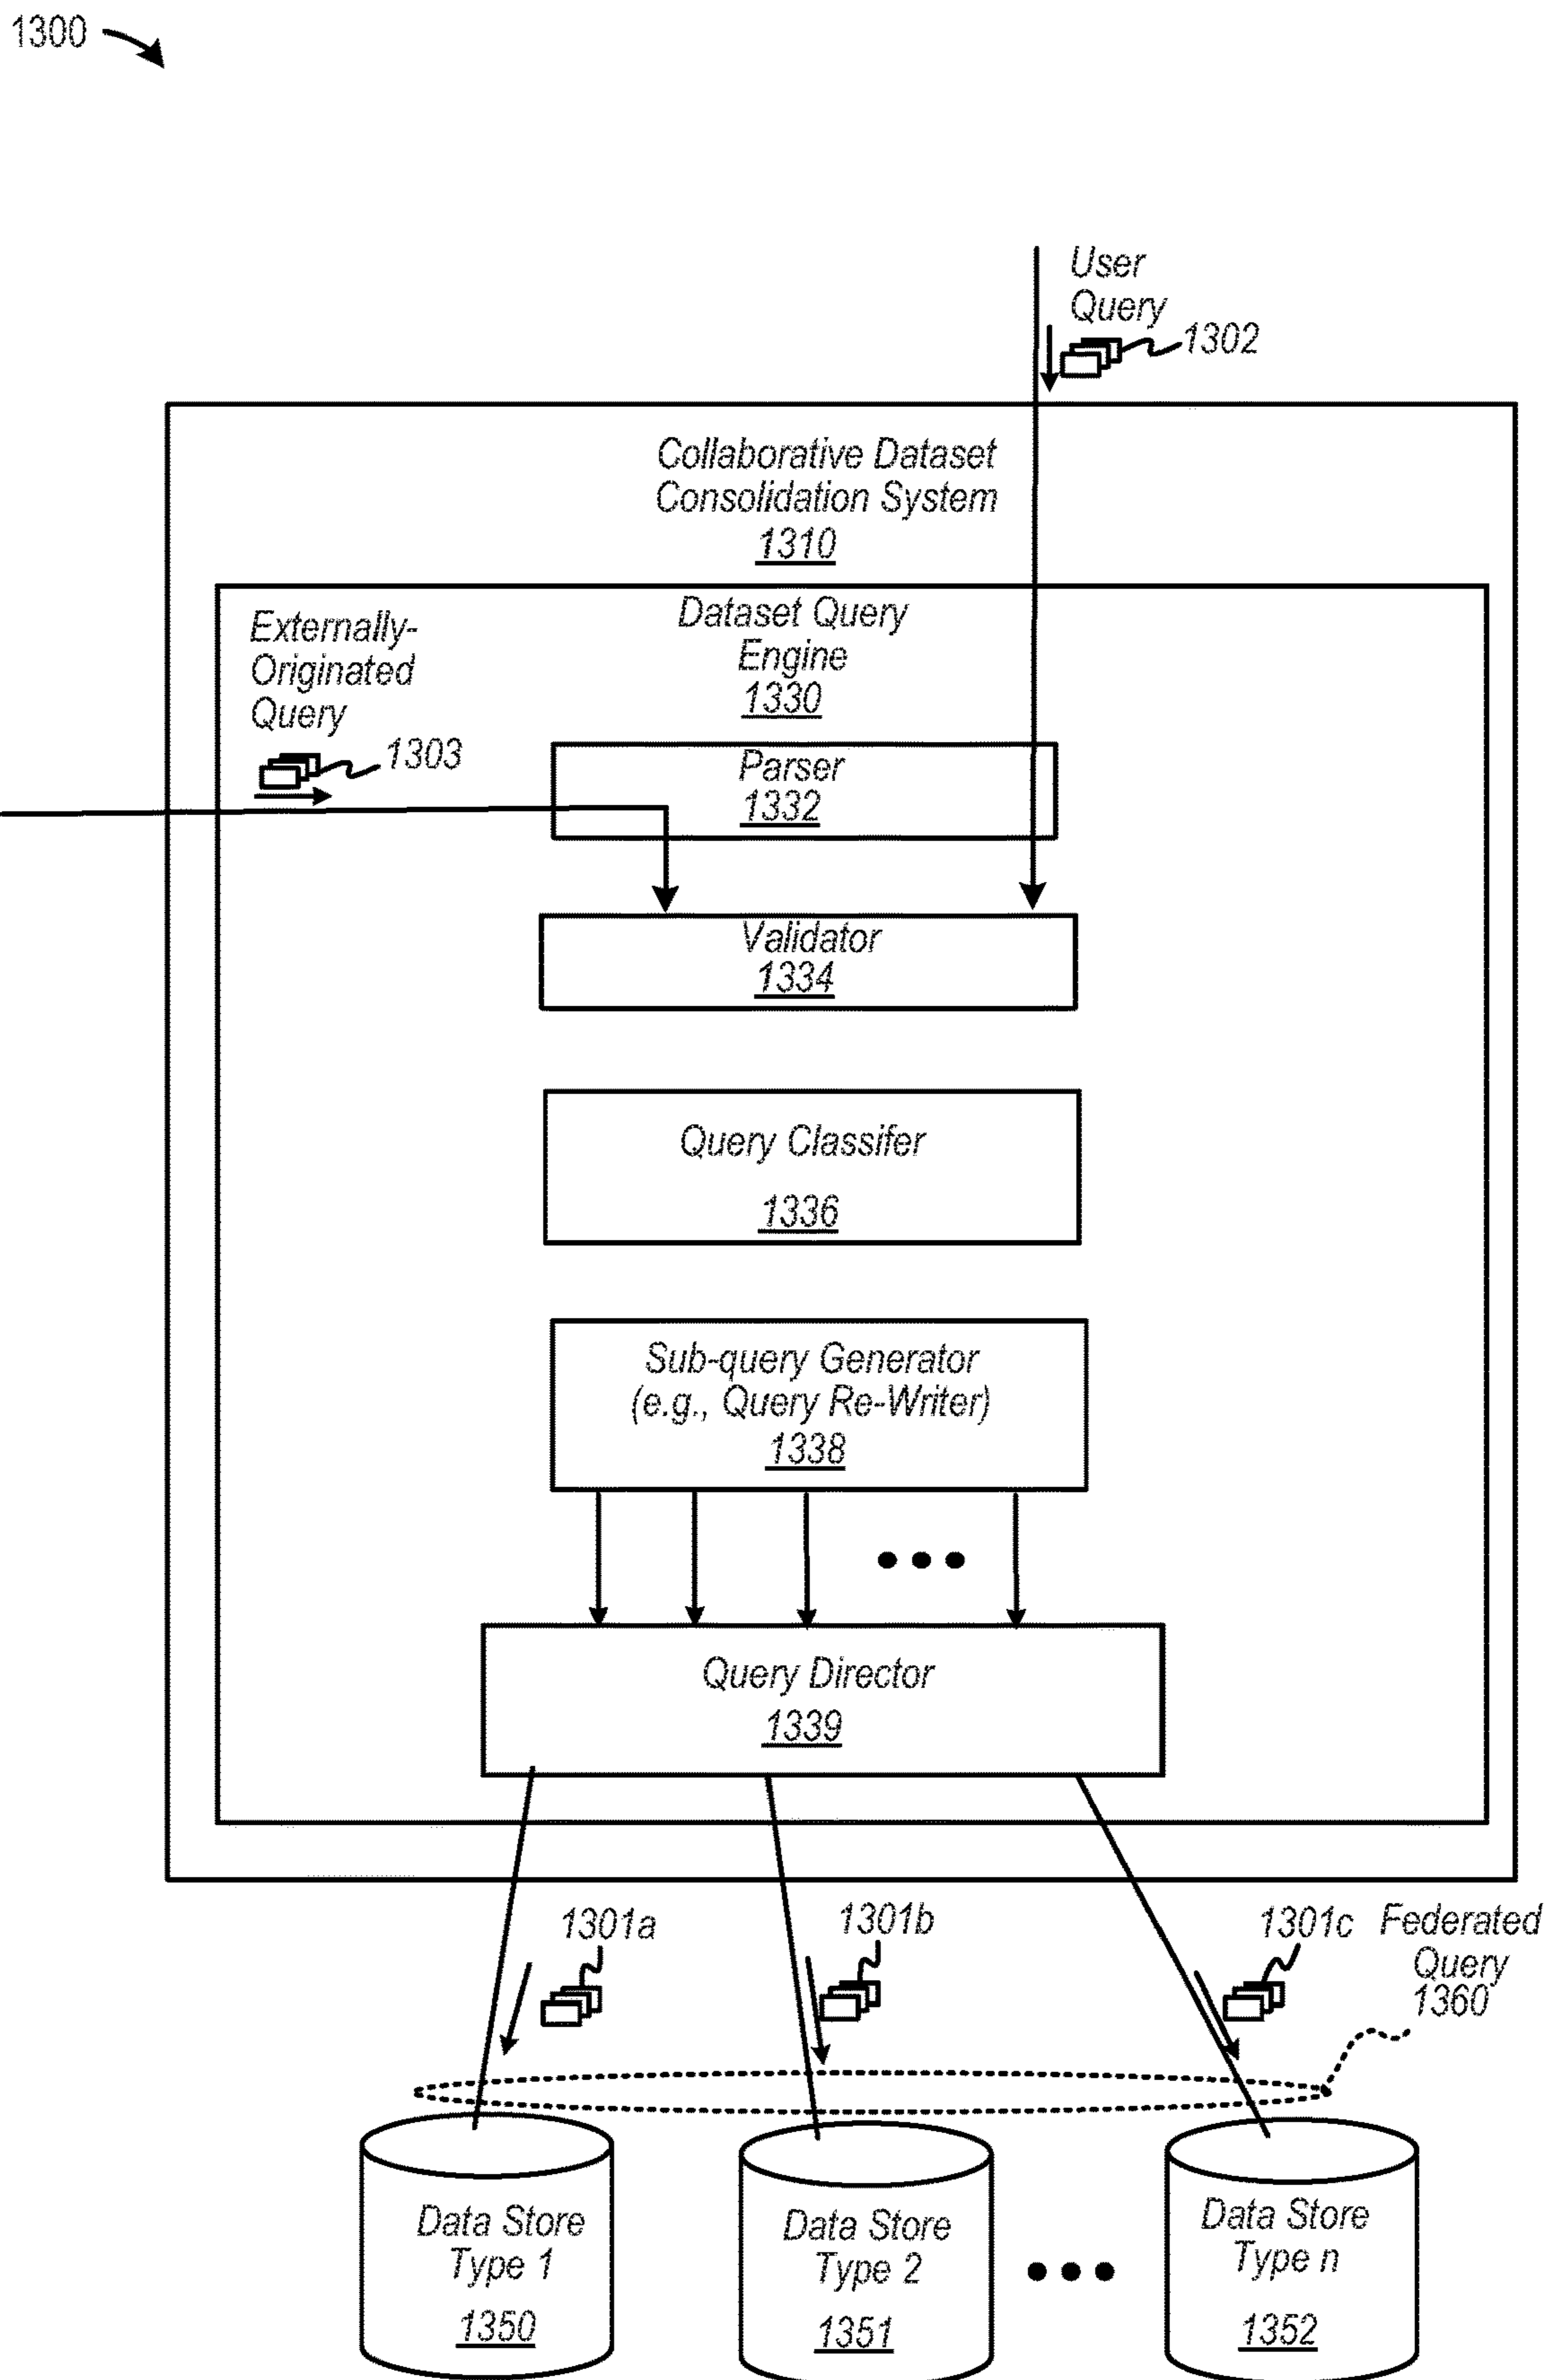 1300
User
Query
1302
Collaborative Dataset
Consolidation System
1310
Externally-
Originated
Query
1303
Dataset Query
Engine
1330
Parser
1332
Validator
1334
Query Classifer
1336
Sub-query Generator
(e.g., Query Re-Writer)
1338
Query Director
1339
1301a
1301b
1301c
Federated
Query
1360
Data Store
Type 1
1350
Data Store
Type 2
1351
Data Store
Type n
1352